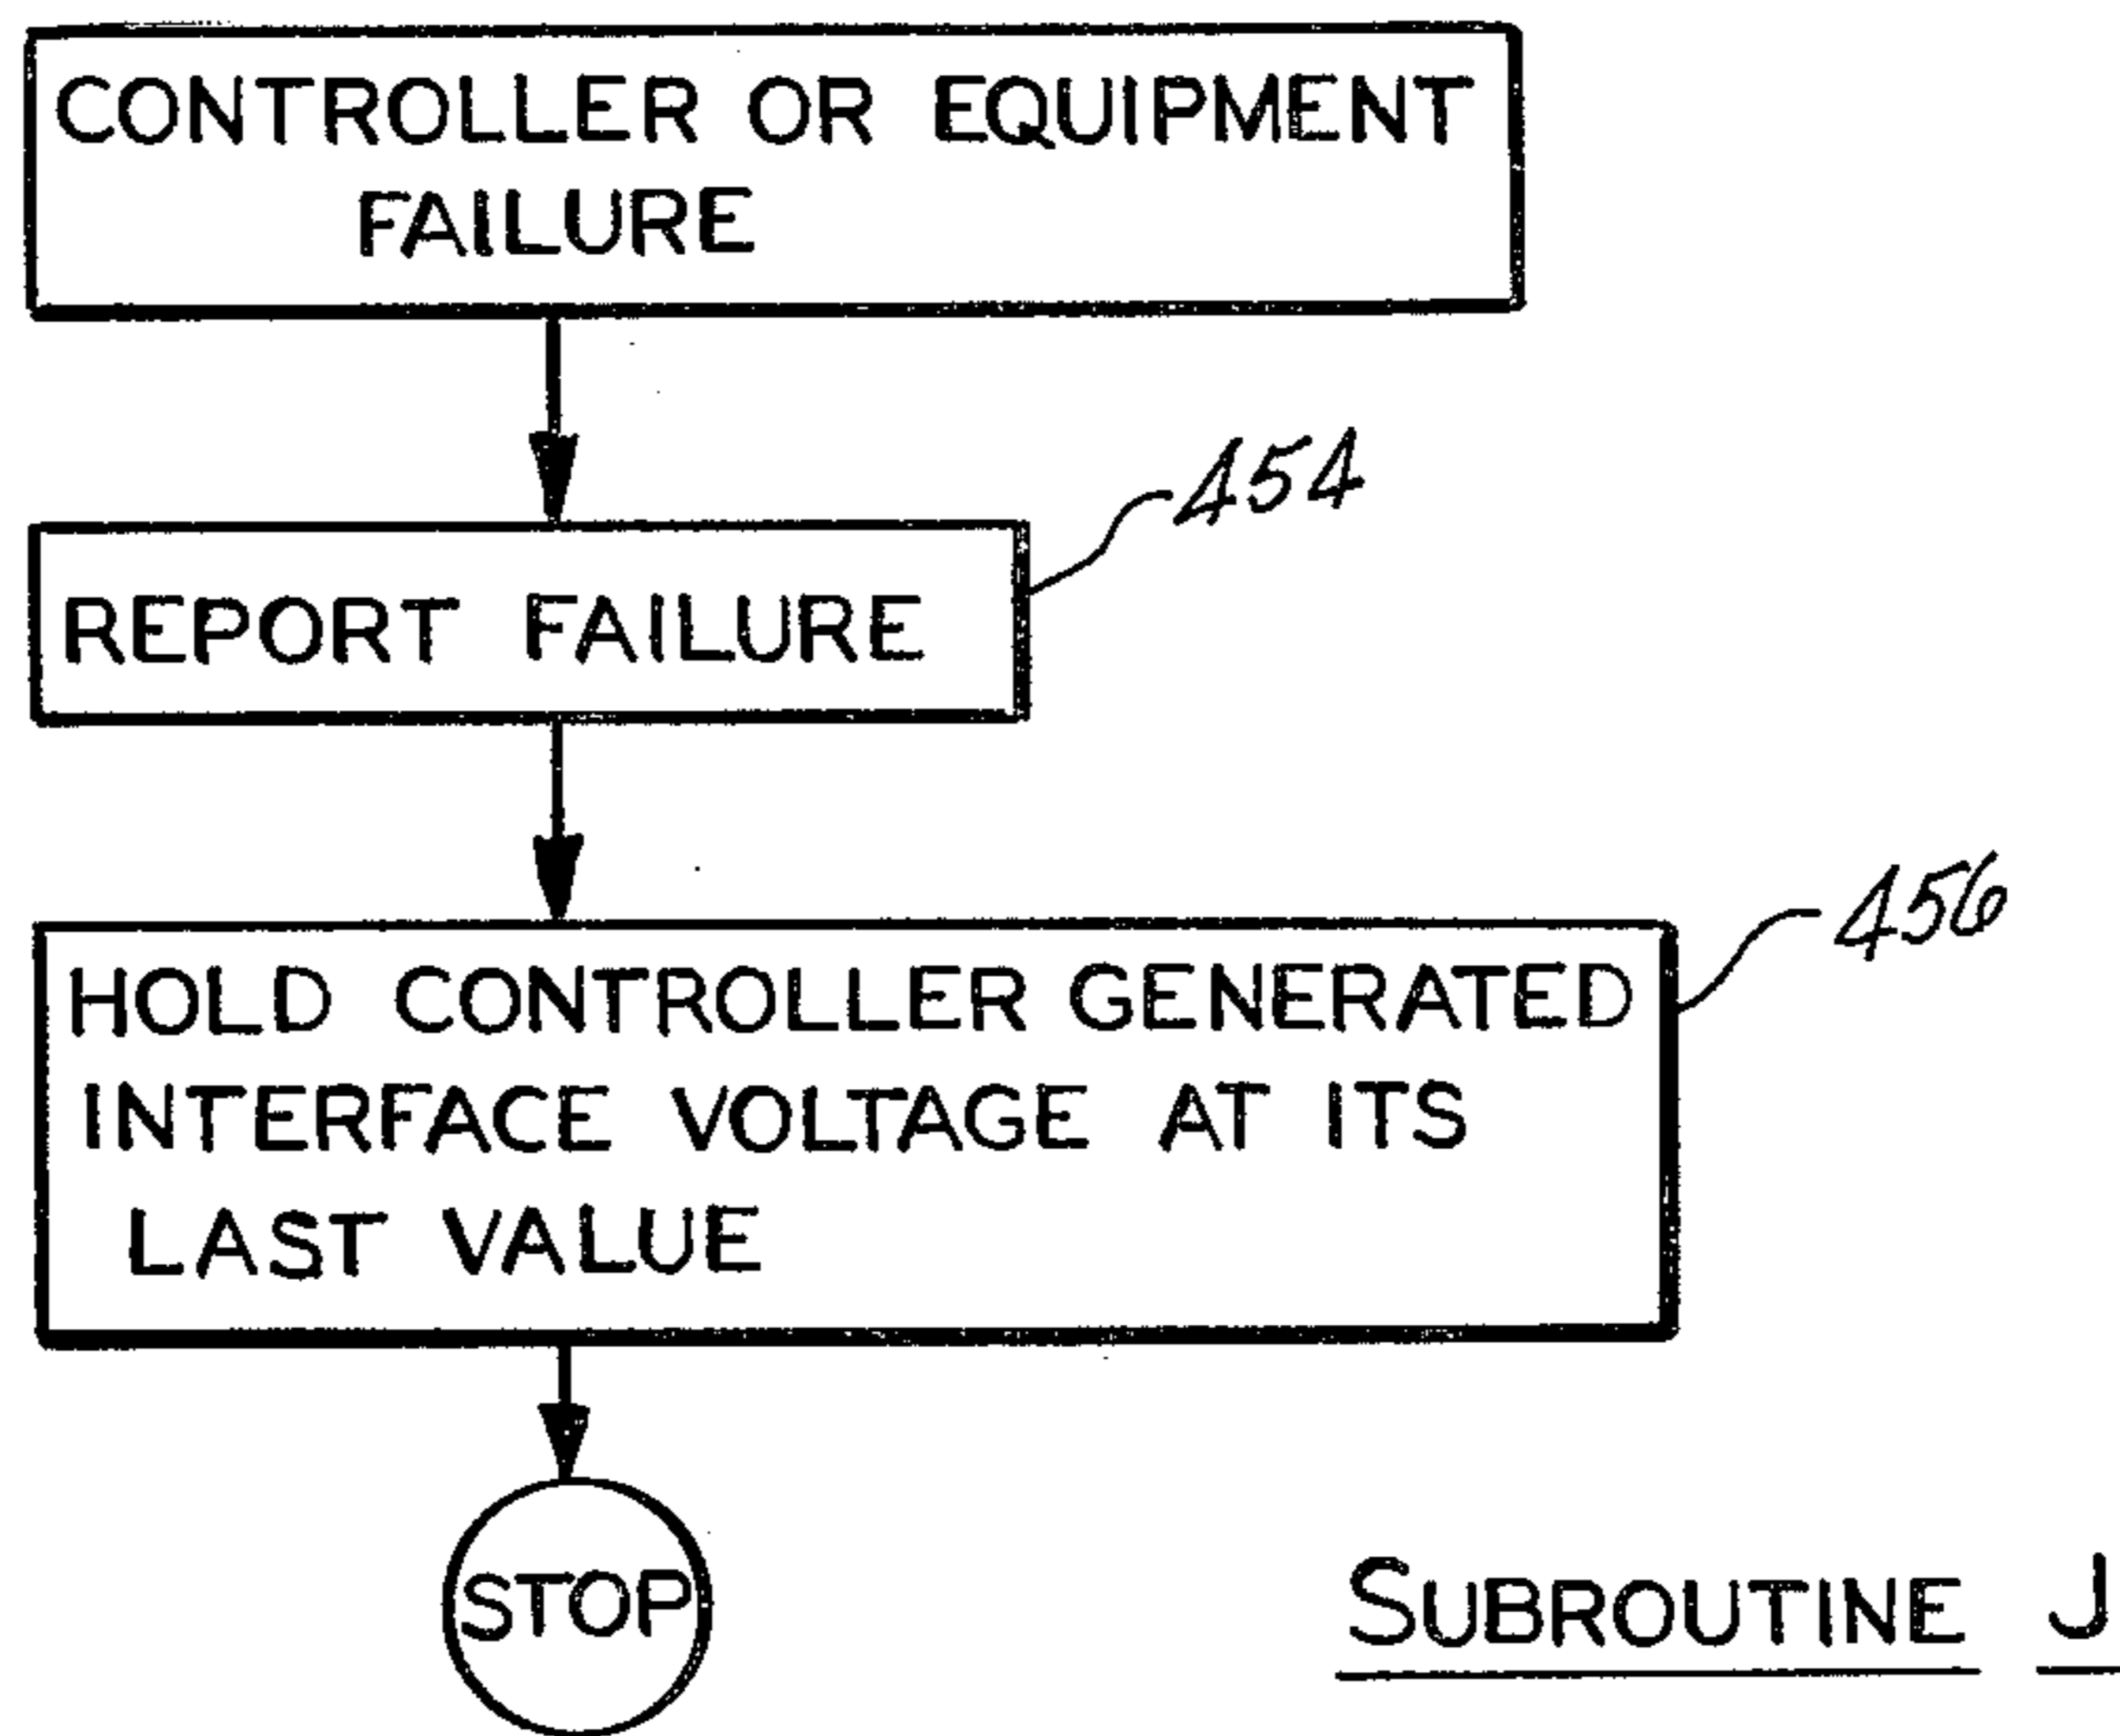 CONTROLLER OR EQUIPMENT
FAILURE
454
REPORT FAILURE
456
HOLD CONTROLLER GENERATED
INTERFACE VOLTAGE AT ITS
LAST VALUE
STOP
SUBROUTINE J